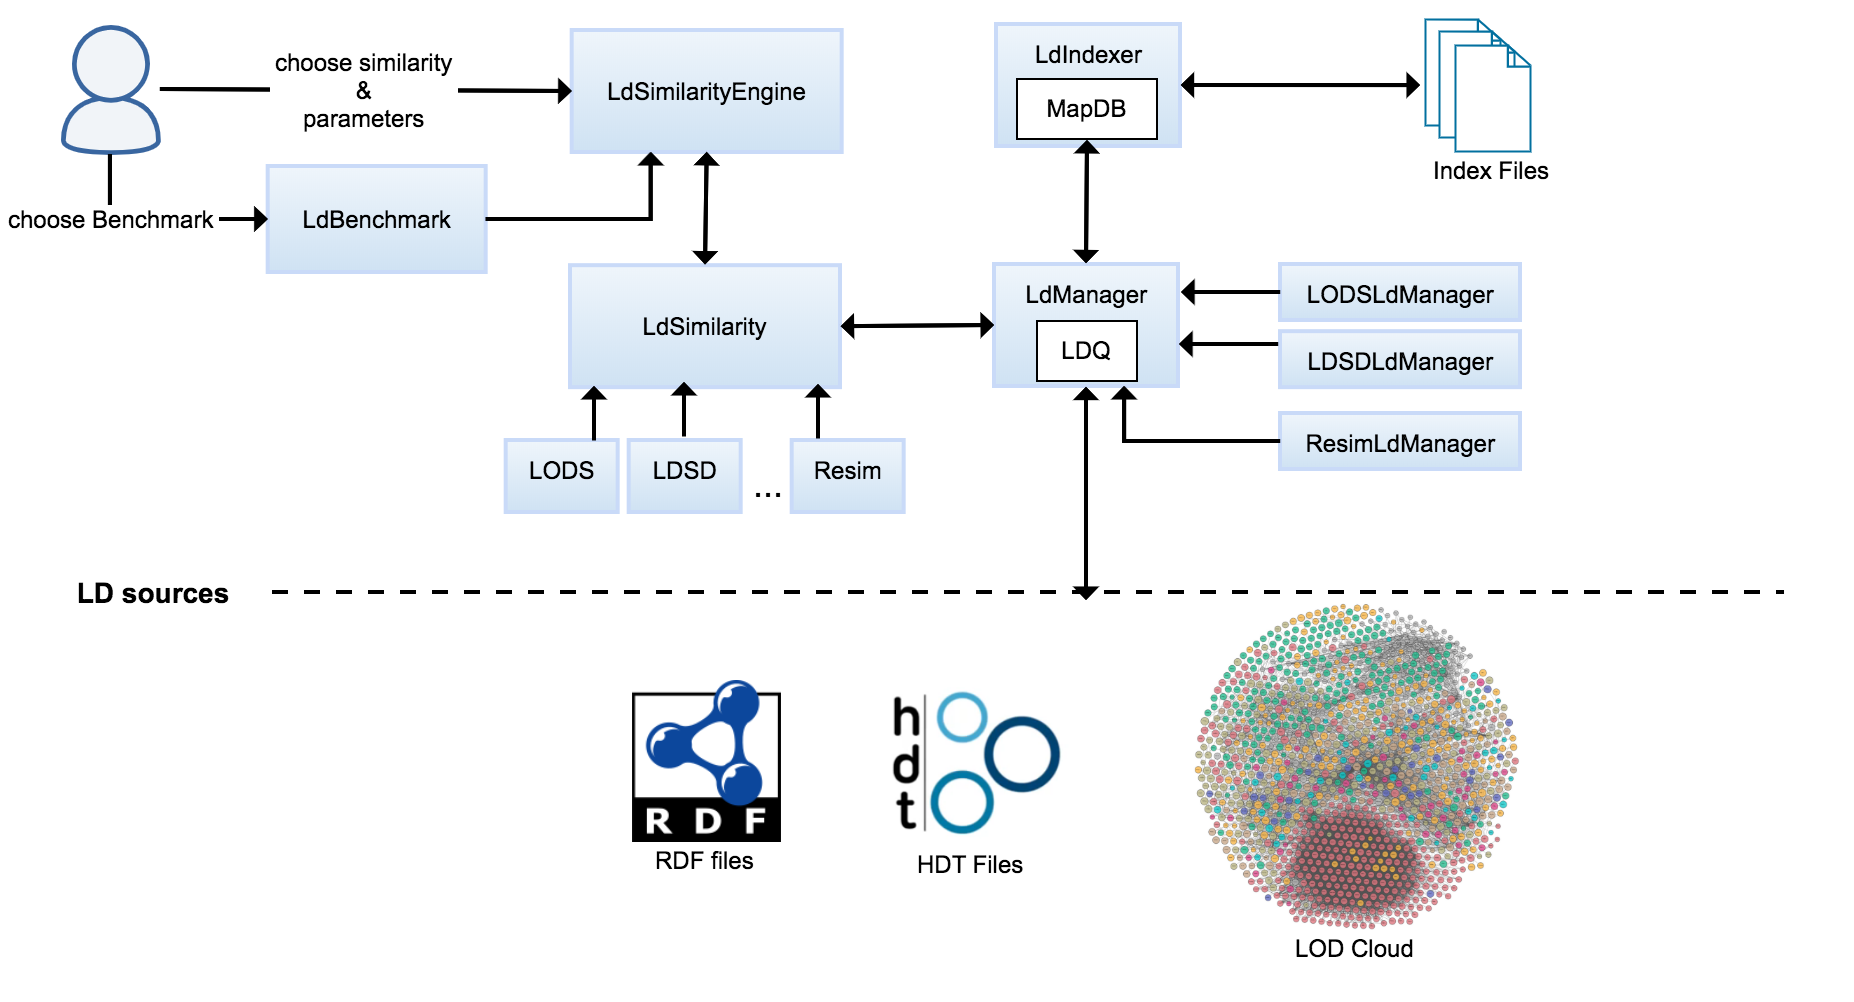 choose similarity
&
parameters
LdSimilarityEngine
LdIndexer
MapDB
Index Files
choose Benchmark
LdBenchmark
LdSimilarity
LdManager
LDQ
LODSLdManager
LDSDLdManager
ResimLdManager
LODS
LDSD
...
Resim
LD sources
RDF
RDF files
hdt
HDT Files
LOD Cloud